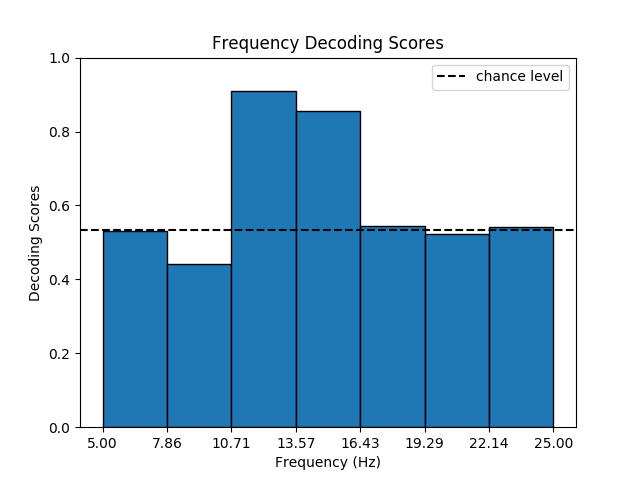 Frequency Decoding Scores
chance level
Decoding Scores
1.0
0.8
0.6
0.4
0.2
0.0
5.00 7.86 10.71 13.57 16.43 19.29 22.14 25.00
Frequency (Hz)